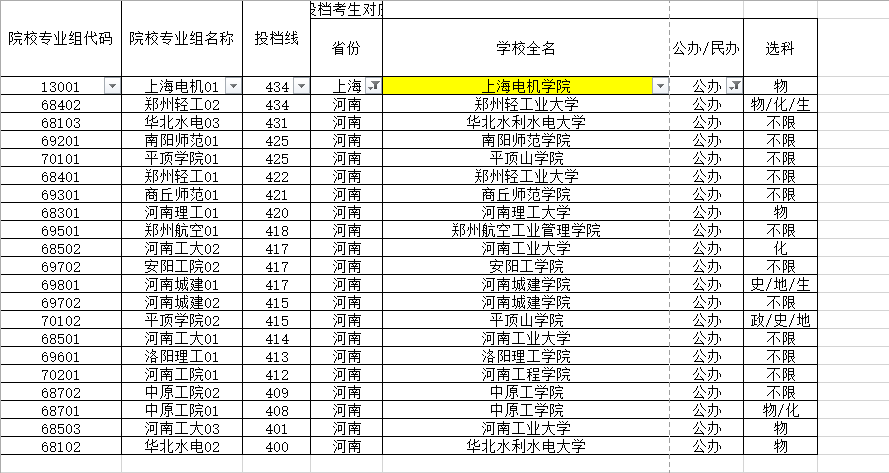 投档考生对应
院校专业组代码 院校专业组名称 投档线 省份 学校全名 公办/民办 选科
13001 上海电机01 434 上海 上海电机学院 公办 物
68402 郑州轻工02 434 河南 郑州轻工业大学 公办 物/化/生
68103 华北水电03 431 河南 华北水利水电大学 公办 不限
69201 南阳师范01 425 河南 南阳师范学院 公办 不限
70101 平顶学院01 425 河南 平顶山学院 公办 不限
68401 郑州轻工01 422 河南 郑州轻工业大学 公办 不限
69301 商丘师范01 421 河南 商丘师范学院 公办 不限
68301 河南理工01 420 河南 河南理工大学 公办 物
69501 郑州航空01 418 河南 郑州航空工业管理学院 公办 不限
68502 河南工大02 417 河南 河南工业大学 公办 化
69702 安阳工院02 417 河南 安阳工学院 公办 不限
69801 河南城建01 417 河南 河南城建学院 公办 史/地/生
69702 河南城建02 415 河南 河南城建学院 公办 不限
70102 平顶学院02 415 河南 平顶山学院 公办 政/史/地
68501 河南工大01 414 河南 河南工业大学 公办 不限
69601 洛阳理工01 413 河南 洛阳理工学院 公办 不限
70201 河南工院01 412 河南 河南工程学院 公办 不限
68702 中原工院02 409 河南 中原工学院 公办 不限
68701 中原工院01 408 河南 中原工学院 公办 物/化
68503 河南工大03 401 河南 河南工业大学 公办 物
68102 华北水电02 400 河南 华北水利水电大学 公办 物